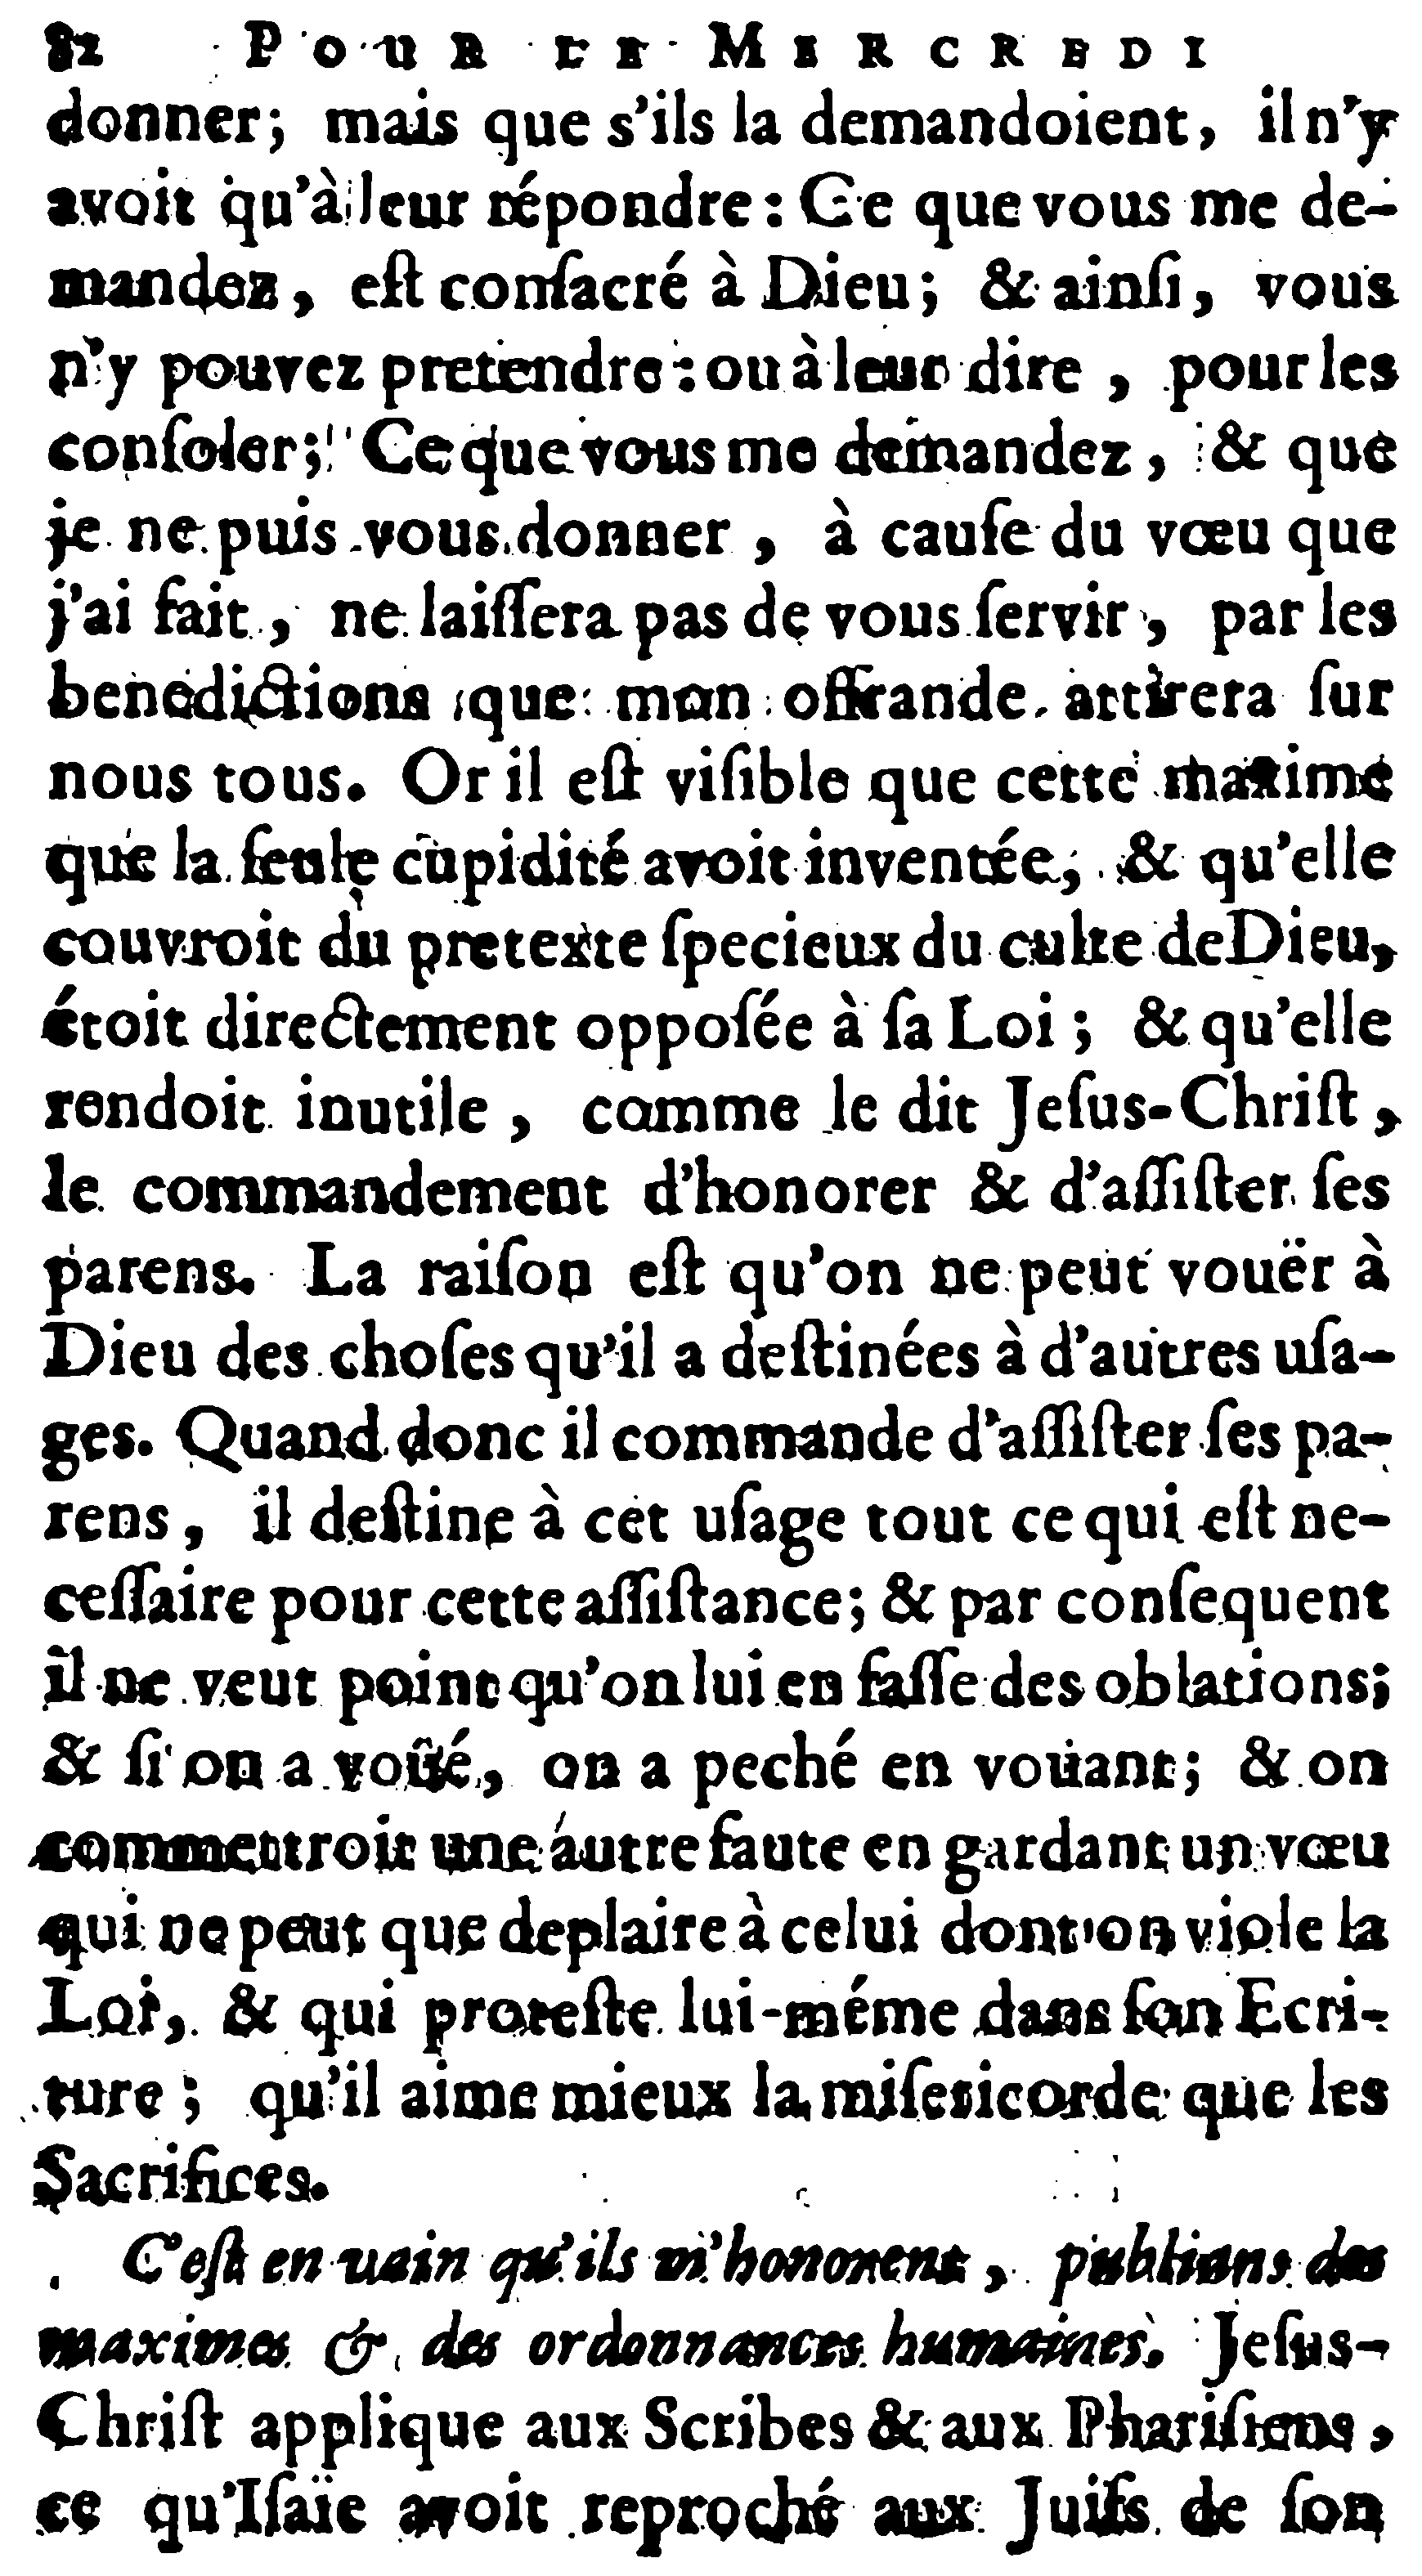 82 POUR LE MERCREDI
donner; mais que s'ils la demandoient, il n'y
avoit qu'à leur répondre: Ce que vous me de-
mandez, eſt conſacré à Dieu; & ainſi, vous
n'y pouvez pretendre: ou à leur dire, pour les
conſoler; Ce que vous me demandez, & que
je ne puis vous donner, à cauſe du vœu que
j'ai fait, ne laiſſera pas de vous ſervir, par les
benedictions que mon offrande attirera ſur
nous tous. Or il eſt viſible que cette maxime
que la ſeule cupidité avoit inventée, & qu'elle
couvroit du pretexte ſpecieux du culte de Dieu,
étoit directement oppoſée à ſa Loi; & qu'elle
rendoit inutile, comme le dit Jeſus-Chriſt,
le commandement d'honorer & d'aſſiſter ſes
parens. La raiſon eſt qu'on ne peut vouër à
Dieu des choſes qu'il a deſtinées à d'autres uſa-
ges. Quand donc il commande d'aſſiſter ſes pa-
rens, il deſtine à cet uſage tout ce qui eſt ne-
ceſſaire pour cette aſſiſtance; & par conſequent
il ne veut point qu'on lui en faſſe des oblations;
& ſi on a voüé, on a peché en voüant; & on
commettroit une autre faute en gardant un vœu
qui ne peut que deplaire à celui dont on viole la
Loi, & qui proteſte lui-méme dans ſon Ecri-
ture; qu'il aime mieux la miſericorde que les
Sacrifices.
C'eſt en vain qu'ils m'honorent, publians des
maximes & des ordonnances humaines. Jeſus-
Chriſt applique aux Scribes & aux Phariſiens,
ce qu'Iſaïe avoit reproché aux Juifs de ſon